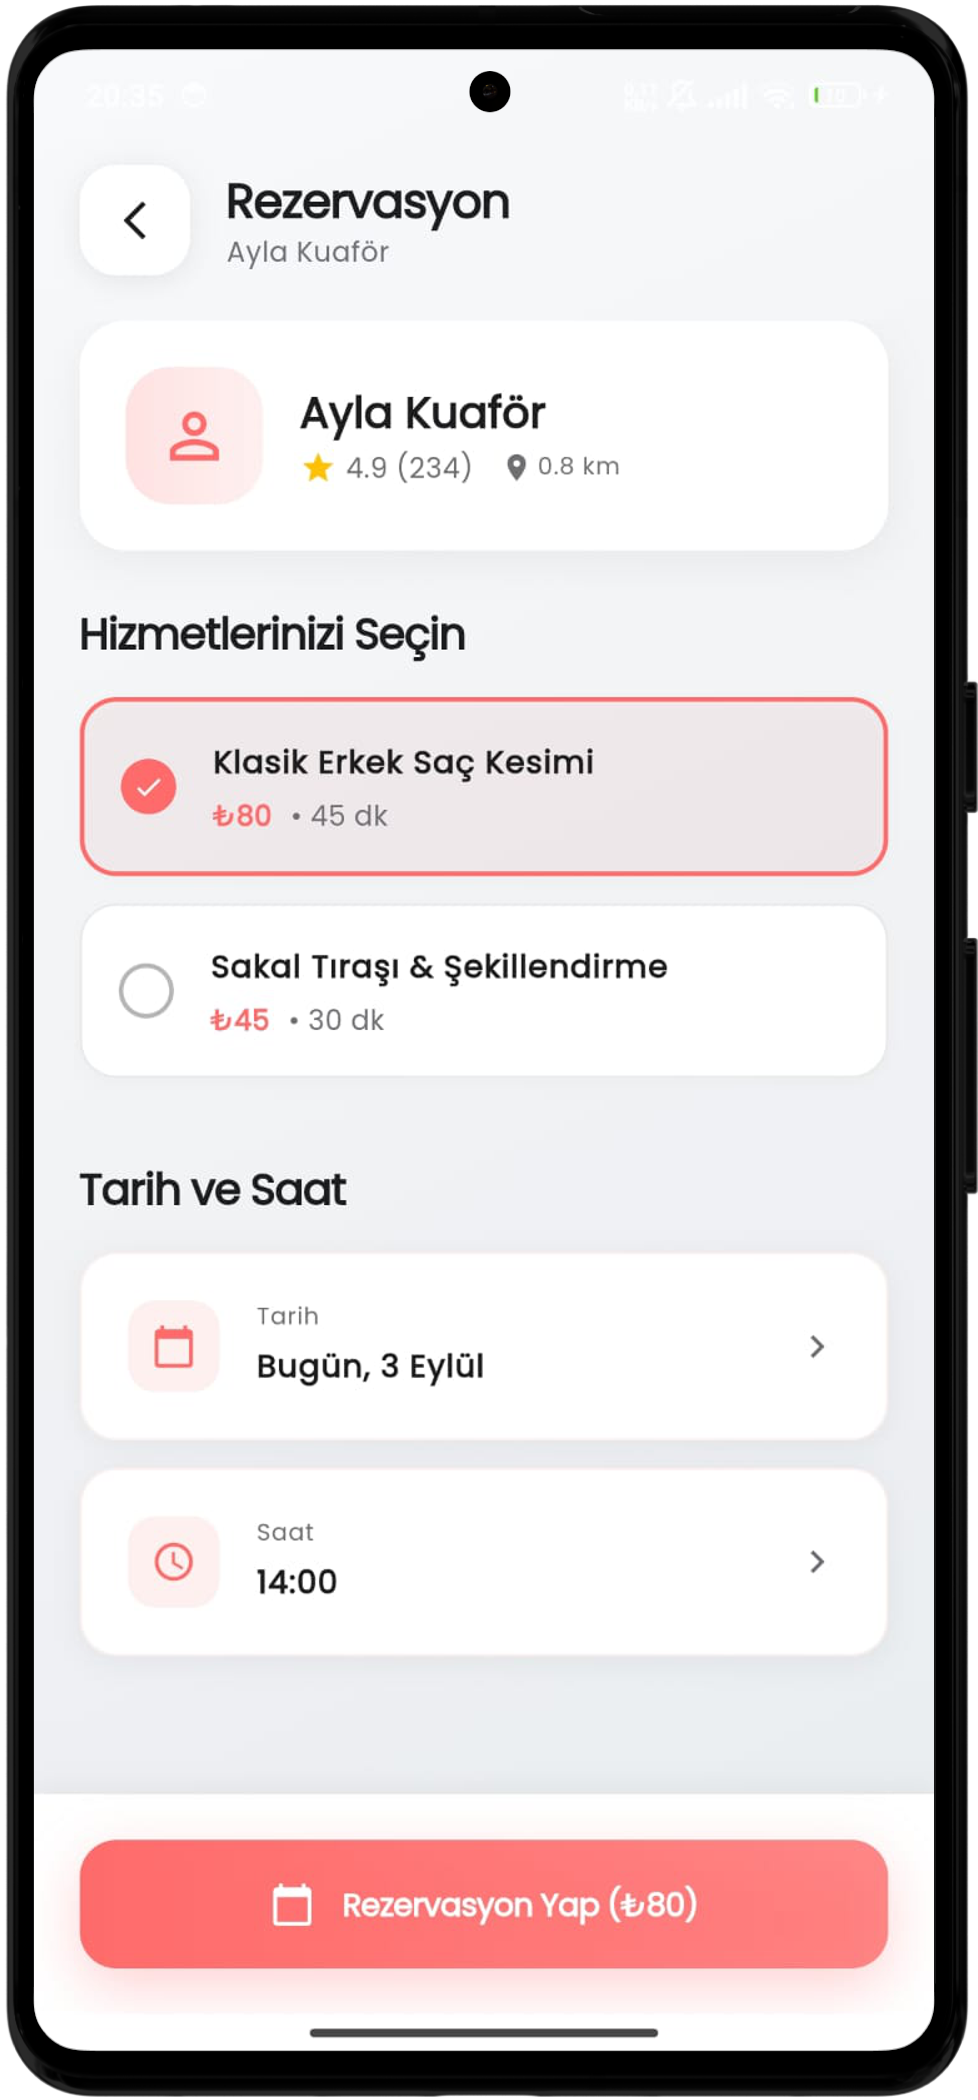 20:35
Rezervasyon
Ayla Kuaför
Ayla Kuaför
4.9 (234) 0.8 km
Hizmetlerinizi Seçin
Klasik Erkek Saç Kesimi
₺80 • 45 dk
Sakal Tıraşı & Şekillendirme
₺45 • 30 dk
Tarih ve Saat
Tarih
Bugün, 3 Eylül
Saat
14:00
Rezervasyon Yap (₺80)